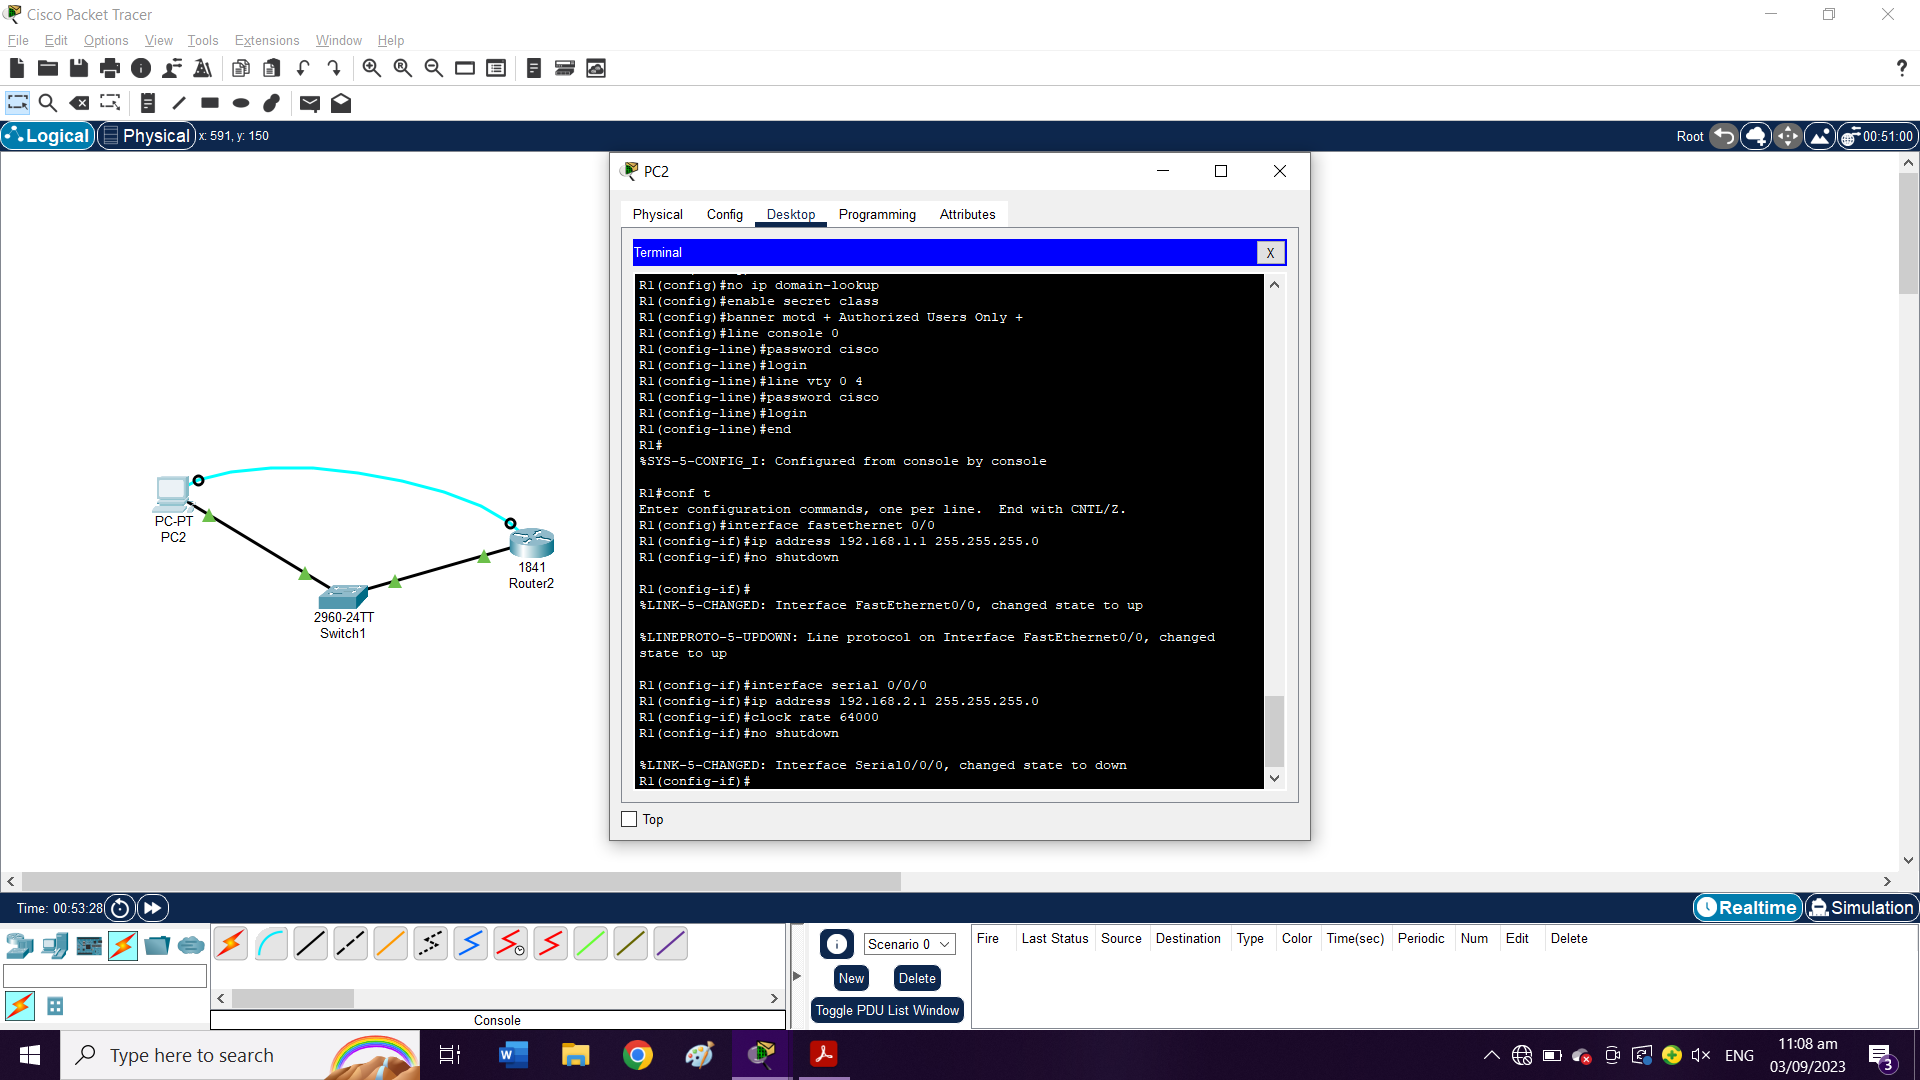 Cisco Packet Tracer
File Edit Options View Tools Extensions Window Help
?
Logical Physical x: 591, y: 150 Root 00:51:00
PC2
Physical Config Desktop Programming Attributes
Terminal X
R1(config)#no ip domain-lookup
R1(config)#enable secret class
R1(config)#banner motd + Authorized Users Only +
R1(config)#line console 0
R1(config-line)#password cisco
R1(config-line)#login
R1(config-line)#line vty 0 4
R1(config-line)#password cisco
R1(config-line)#login
R1(config-line)#end
R1#
%SYS-5-CONFIG_I: Configured from console by console
R1#conf t
Enter configuration commands, one per line.  End with CNTL/Z.
R1(config)#interface fastethernet 0/0
R1(config-if)#ip address 192.168.1.1 255.255.255.0
R1(config-if)#no shutdown
R1(config-if)#
%LINK-5-CHANGED: Interface FastEthernet0/0, changed state to up
%LINEPROTO-5-UPDOWN: Line protocol on Interface FastEthernet0/0, changed
state to up
R1(config-if)#interface serial 0/0/0
R1(config-if)#ip address 192.168.2.1 255.255.255.0
R1(config-if)#clock rate 64000
R1(config-if)#no shutdown
%LINK-5-CHANGED: Interface Serial0/0/0, changed state to down
R1(config-if)#
Top
PC-PT
PC2
1841
Router2
2960-24TT
Switch1
Time: 00:53:28 Realtime Simulation
Scenario 0
New Delete
Toggle PDU List Window
Fire Last Status Source Destination Type Color Time(sec) Periodic Num Edit Delete
Console
Type here to search
ENG
11:08 am
03/09/2023
3